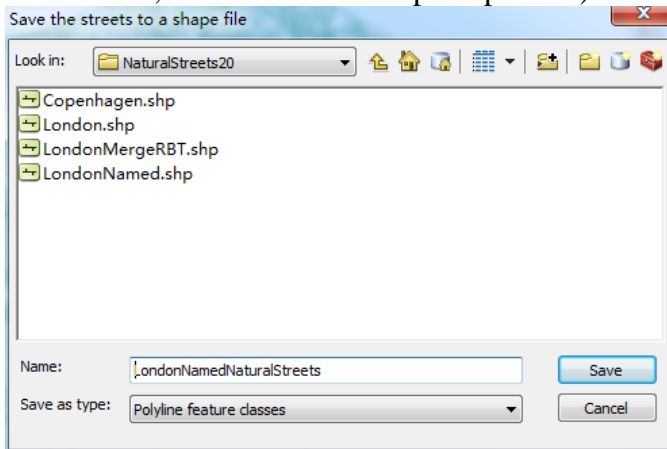 Save the streets to a shape file
Look in: NaturalStreets20
Copenhagen.shp
London.shp
LondonMergeRBT.shp
LondonNamed.shp
Name: LondonNamedNaturalStreets Save
Save as type: Polyline feature classes Cancel